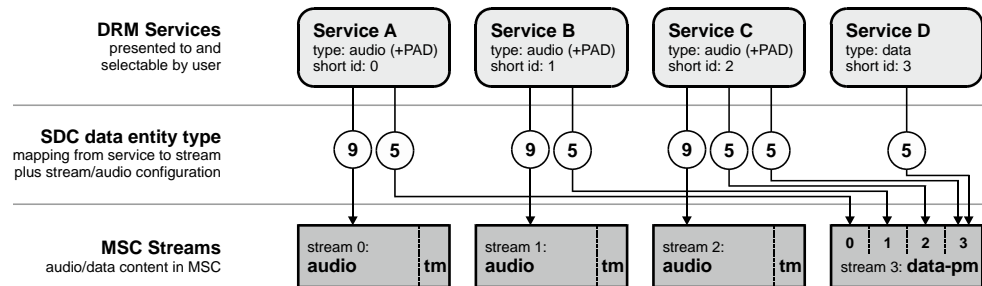 DRM Services
presented to and
selectable by user
Service A
type: audio (+PAD)
short id: 0
Service B
type: audio (+PAD)
short id: 1
Service C
type: audio (+PAD)
short id: 2
Service D
type: data
short id: 3
SDC data entity type
mapping from service to stream
plus stream/audio configuration
9 5 9 5 9 5 5 5
MSC Streams
audio/data content in MSC
stream 0:
audio tm
stream 1:
audio tm
stream 2:
audio tm
0 1 2 3
stream 3: data-pm